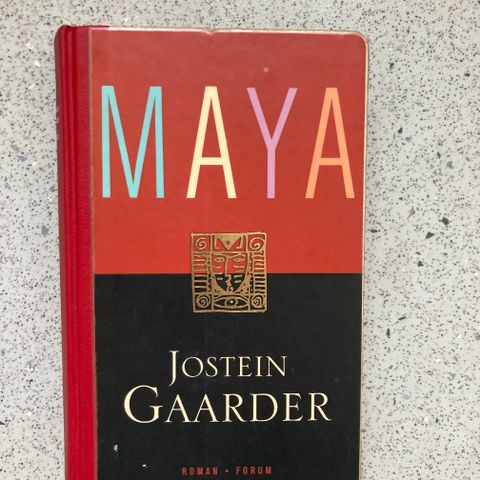 MAYA
JOSTEIN
GAARDER
ROMAN • FORUM